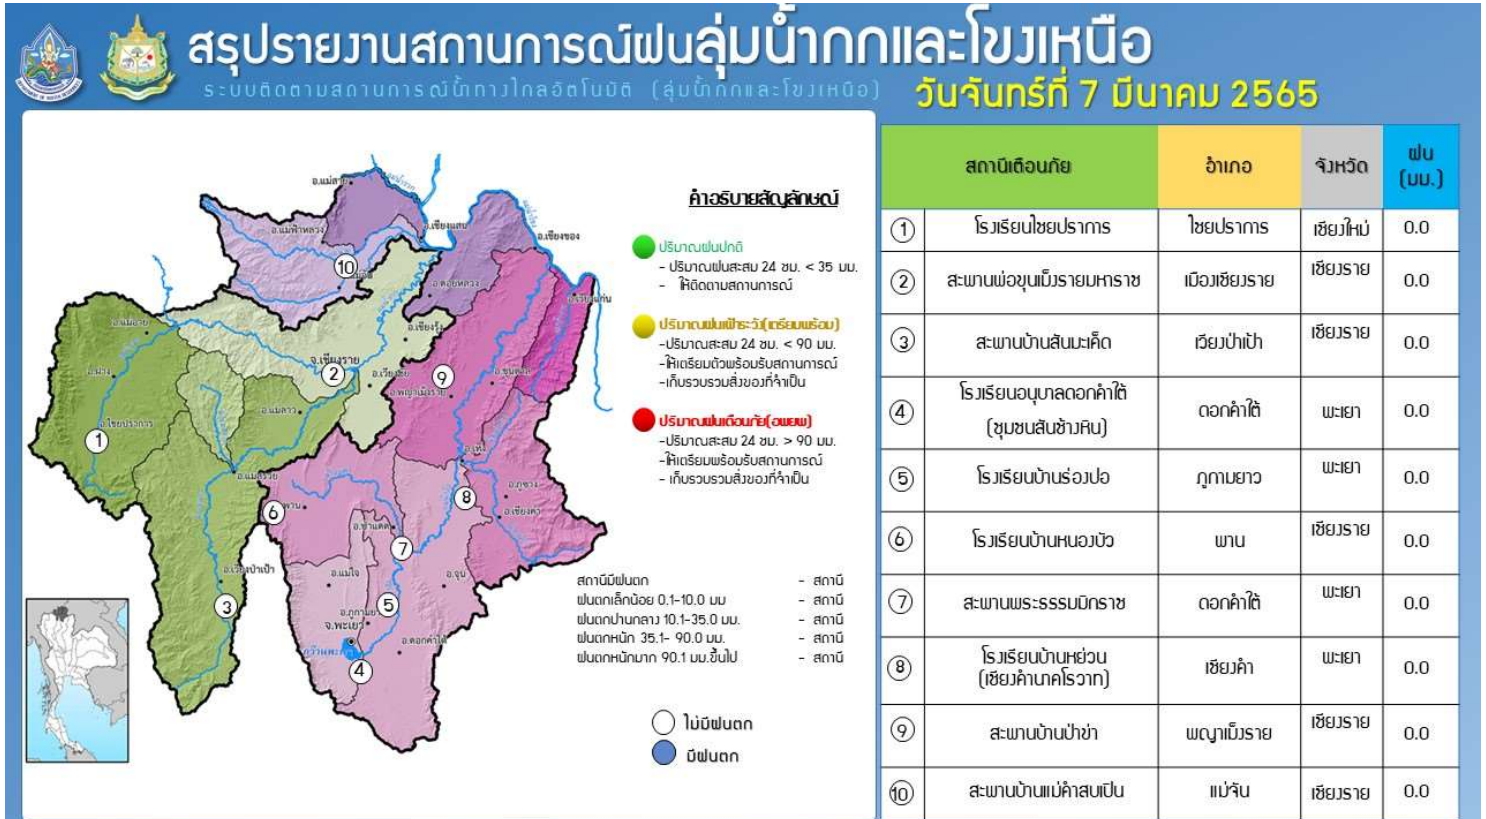 สรุปรายงานสถานการณ์ฝนลุ่มน้ำกกและโขงเหนือ
ระบบติดตามสถานการณ์น้ำทางไกลอัตโนมัติ (ลุ่มน้ำกกและโขงเหนือ)
วันจันทร์ที่ 7 มีนาคม 2565
อ.แม่สาย
อ.แม่ฟ้าหลวง
อ.เชียงแสน
อ.เชียงของ
10
อ.ดอยหลวง
อ.แม่อาย
อ.เชียงรุ้ง
จ.เชียงราย
2
อ.ฝาง
อ.พญาเม็งราย
9
อ.ขุนตาล
อ.แม่ลาว
อ.ไชยปราการ
1
อ.แม่สรวย
อ.เทิง
8
อ.ภูซาง
อ.เชียงคำ
6
พาน
อ.ป่าแดด
7
อ.เวียงป่าเป้า
อ.แม่ใจ
อ.จุน
3
5
อ.ภูกามยาว
จ.พะเยา
อ.ดอกคำใต้
กว๊านพะเยา
4
คำอธิบายสัญลักษณ์
ปริมาณฝนปกติ
- ปริมาณฝนสะสม 24 ชม. < 35 มม.
- ให้ติดตามสถานการณ์
ปริมาณฝนเฝ้าระวัง(เตรียมพร้อม)
-ปริมาณสะสม 24 ชม. < 90 มม.
-ให้เตรียมตัวพร้อมรับสถานการณ์
-เก็บรวบรวมสิ่งของที่จำเป็น
ปริมาณฝนเตือนภัย(อพยพ)
-ปริมาณสะสม 24 ชม. > 90 มม.
-ให้เตรียมพร้อมรับสถานการณ์
- เก็บรวบรวมสิ่งของที่จำเป็น
สถานีมีฝนตก - สถานี
ฝนตกเล็กน้อย 0.1-10.0 มม - สถานี
ฝนตกปานกลาง 10.1-35.0 มม. - สถานี
ฝนตกหนัก 35.1- 90.0 มม. - สถานี
ฝนตกหนักมาก 90.1 มม.ขึ้นไป - สถานี
ไม่มีฝนตก
มีฝนตก
สถานีเตือนภัย อำเภอ จังหวัด ฝน
(มม.)
1 โรงเรียนไชยปราการ ไชยปราการ เชียงใหม่ 0.0
2 สะพานพ่อขุนเม็งรายมหาราช เมืองเชียงราย เชียงราย 0.0
3 สะพานบ้านสันมะเค็ด เวียงป่าเป้า เชียงราย 0.0
4 โรงเรียนอนุบาลดอกคำใต้ ดอกคำใต้ พะเยา 0.0
(ชุมชนสันช้างหิน)
5 โรงเรียนบ้านร่องปอ ภูกามยาว พะเยา 0.0
6 โรงเรียนบ้านหนองบัว พาน เชียงราย 0.0
7 สะพานพระธรรมมิกราช ดอกคำใต้ พะเยา 0.0
8 โรงเรียนบ้านหย่วน เชียงคำ พะเยา 0.0
(เชียงคำนาคโรวาท)
9 สะพานบ้านป่าข่า พญาเม็งราย เชียงราย 0.0
10 สะพานบ้านแม่คำสบเปิน แม่จัน เชียงราย 0.0